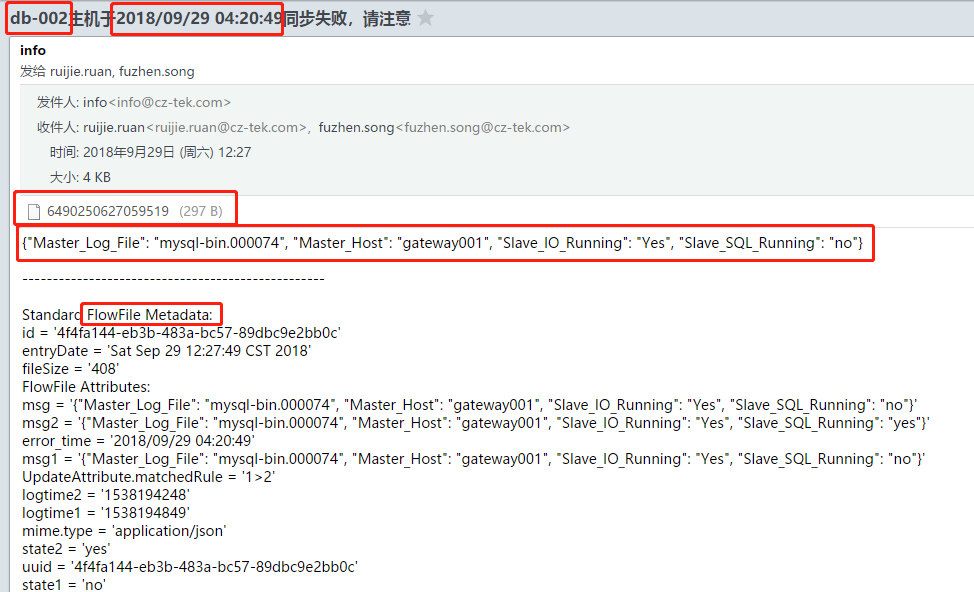 db-002主机于2018/09/29 04:20:49同步失败，请注意
info
发给 ruijie.ruan, fuzhen.song
发件人: info<info@cz-tek.com>
收件人: ruijie.ruan<ruijie.ruan@cz-tek.com>, fuzhen.song<fuzhen.song@cz-tek.com>
时间: 2018年9月29日 (周六) 12:27
大小: 4 KB
6490250627059519 (297 B)
{"Master_Log_File": "mysql-bin.000074", "Master_Host": "gateway001", "Slave_IO_Running": "Yes", "Slave_SQL_Running": "no"}
--------------------------------------------------
Standard FlowFile Metadata:
id = '4f4fa144-eb3b-483a-bc57-89dbc9e2bb0c'
entryDate = 'Sat Sep 29 12:27:49 CST 2018'
fileSize = '408'
FlowFile Attributes:
msg = '{"Master_Log_File": "mysql-bin.000074", "Master_Host": "gateway001", "Slave_IO_Running": "Yes", "Slave_SQL_Running": "no"}'
msg2 = '{"Master_Log_File": "mysql-bin.000074", "Master_Host": "gateway001", "Slave_IO_Running": "Yes", "Slave_SQL_Running": "yes"}'
error_time = '2018/09/29 04:20:49'
msg1 = '{"Master_Log_File": "mysql-bin.000074", "Master_Host": "gateway001", "Slave_IO_Running": "Yes", "Slave_SQL_Running": "no"}'
UpdateAttribute.matchedRule = '1>2'
logtime2 = '1538194248'
logtime1 = '1538194849'
mime.type = 'application/json'
state2 = 'yes'
uuid = '4f4fa144-eb3b-483a-bc57-89dbc9e2bb0c'
state1 = 'no'